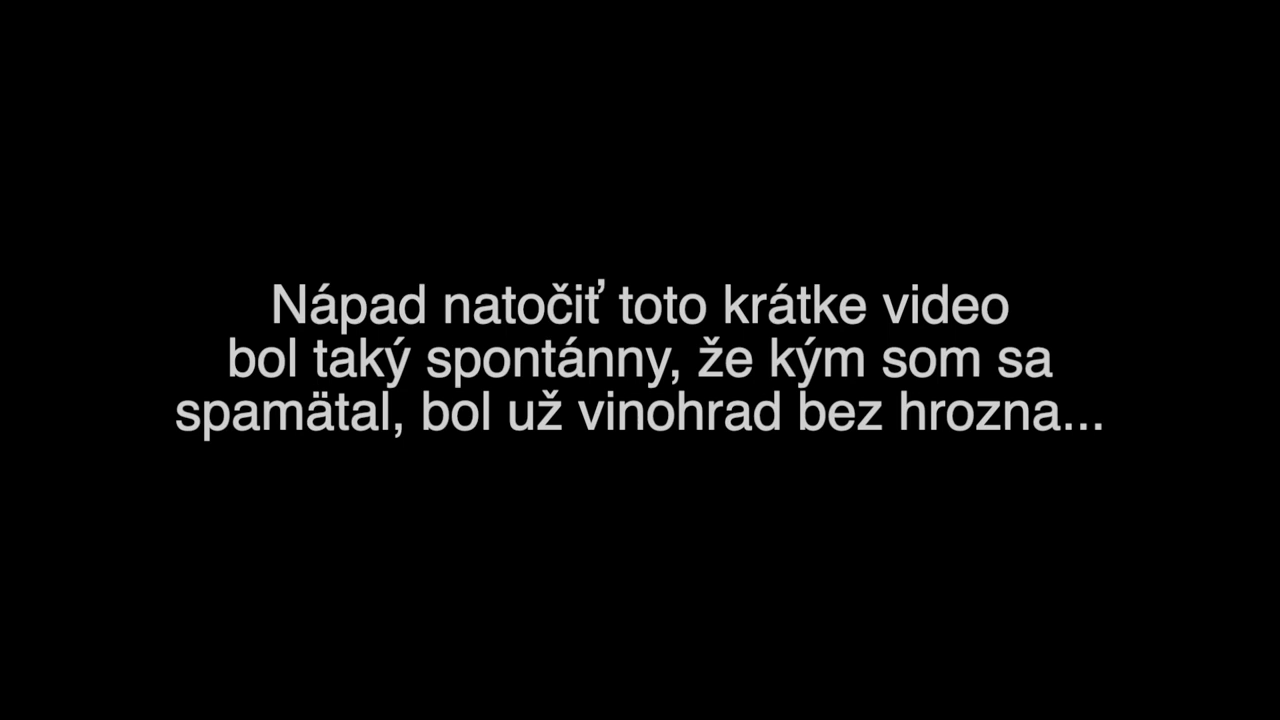 Nápad natočiť toto krátke video
bol taký spontánny, že kým som sa
spamätal, bol už vinohrad bez hrozna...